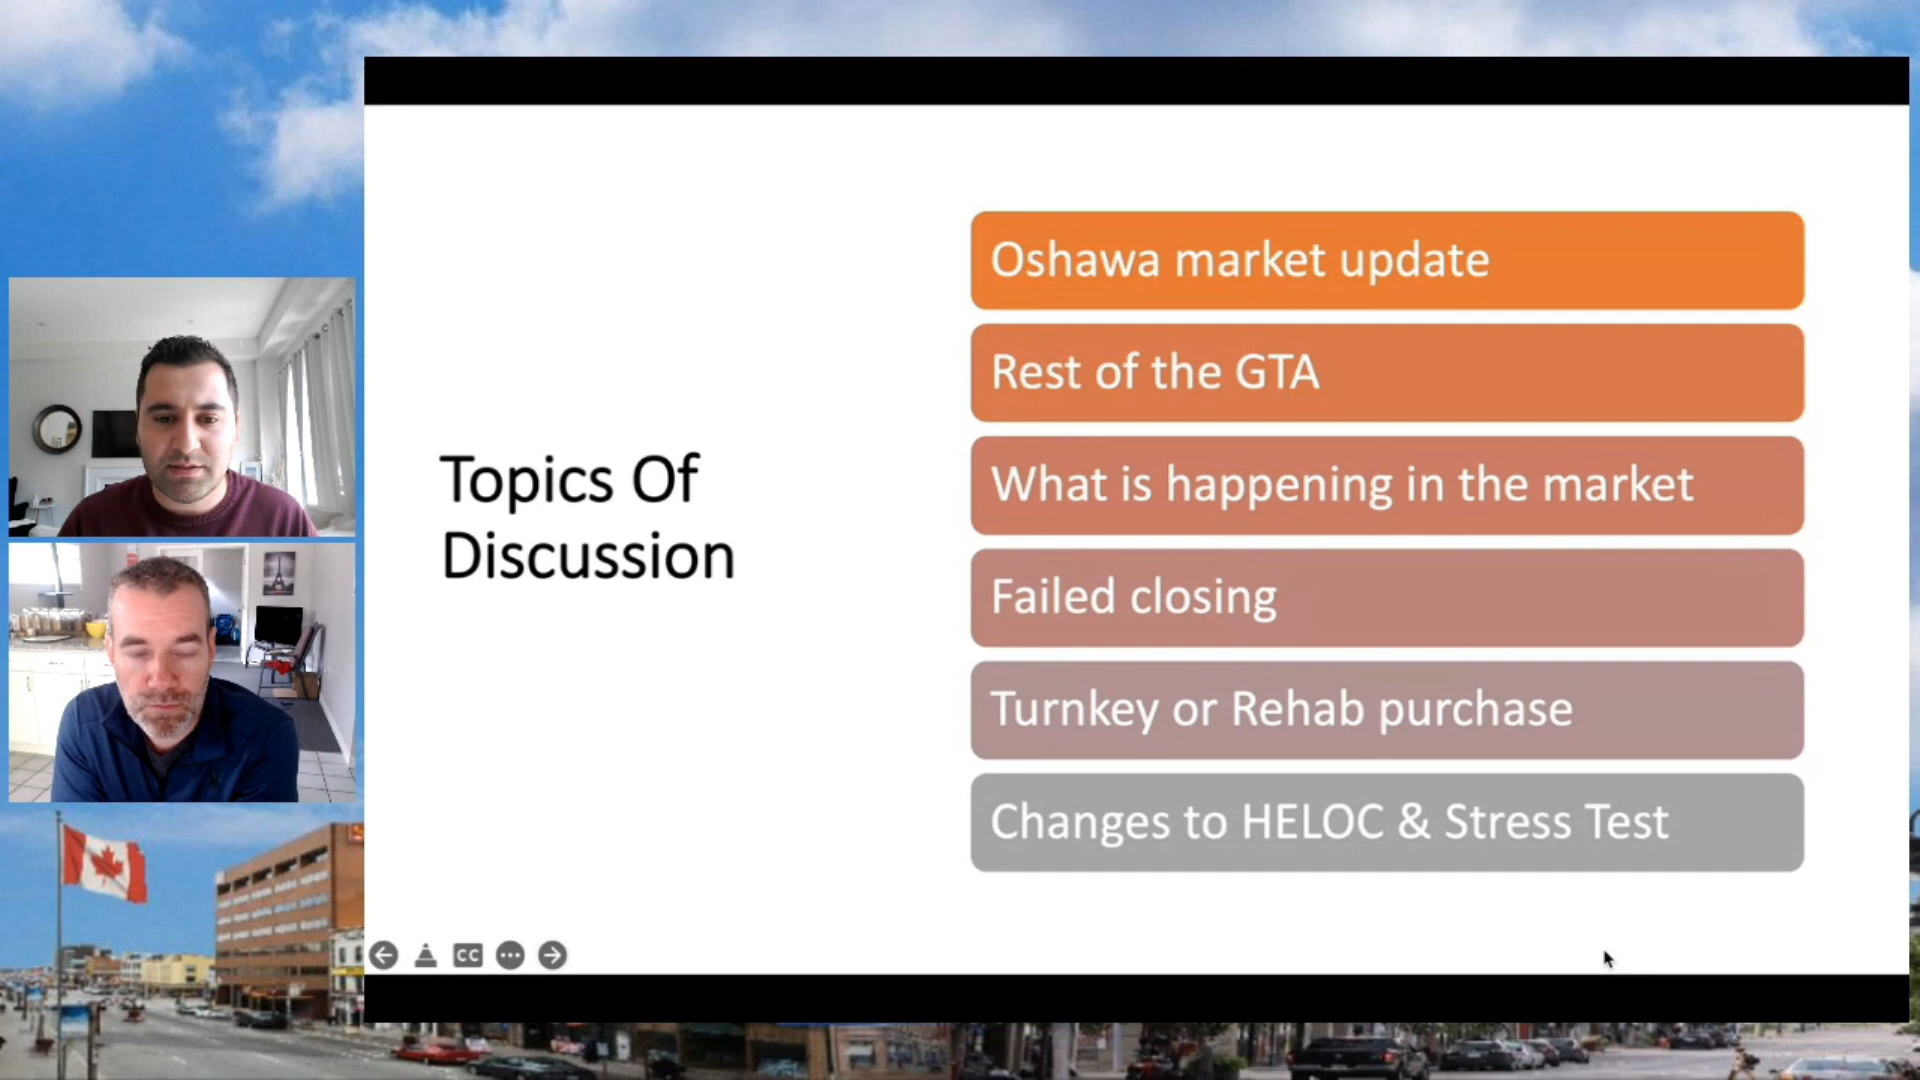 Topics Of
Discussion
Oshawa market update
Rest of the GTA
What is happening in the market
Failed closing
Turnkey or Rehab purchase
Changes to HELOC & Stress Test
CC